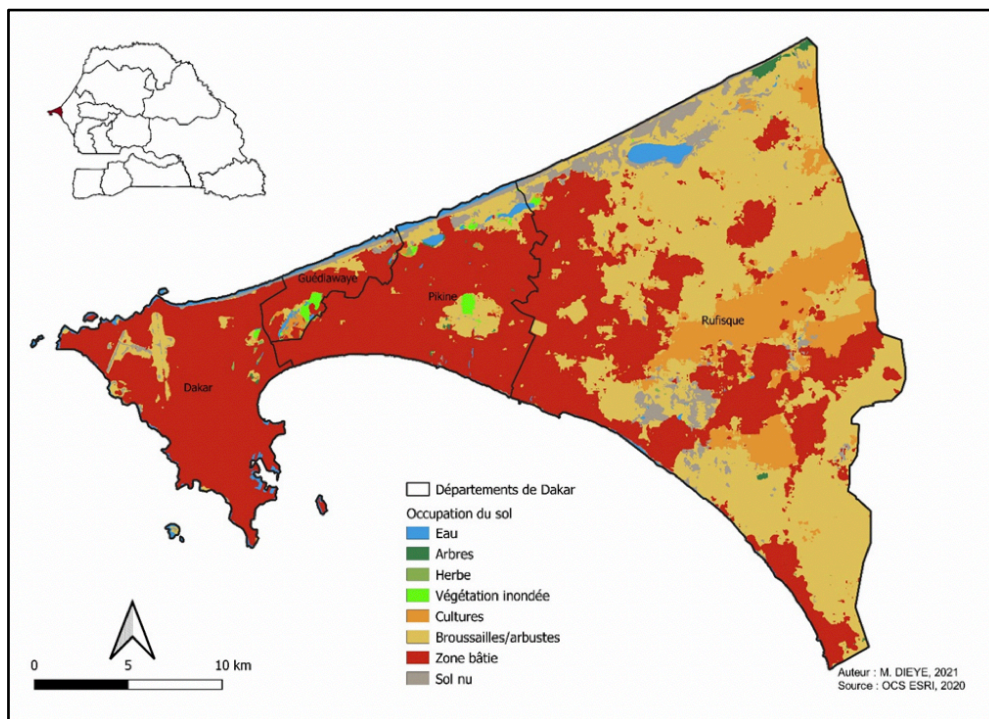 Guédiawaye
Pikine
Rufisque
Dakar
Départements de Dakar
Occupation du sol
Eau
Arbres
Herbe
Végétation inondée
Cultures
Broussailles/arbustes
Zone bâtie
Sol nu
0 5 10 km
Auteur : M. DIEYE, 2021
Source : OCS ESRI, 2020